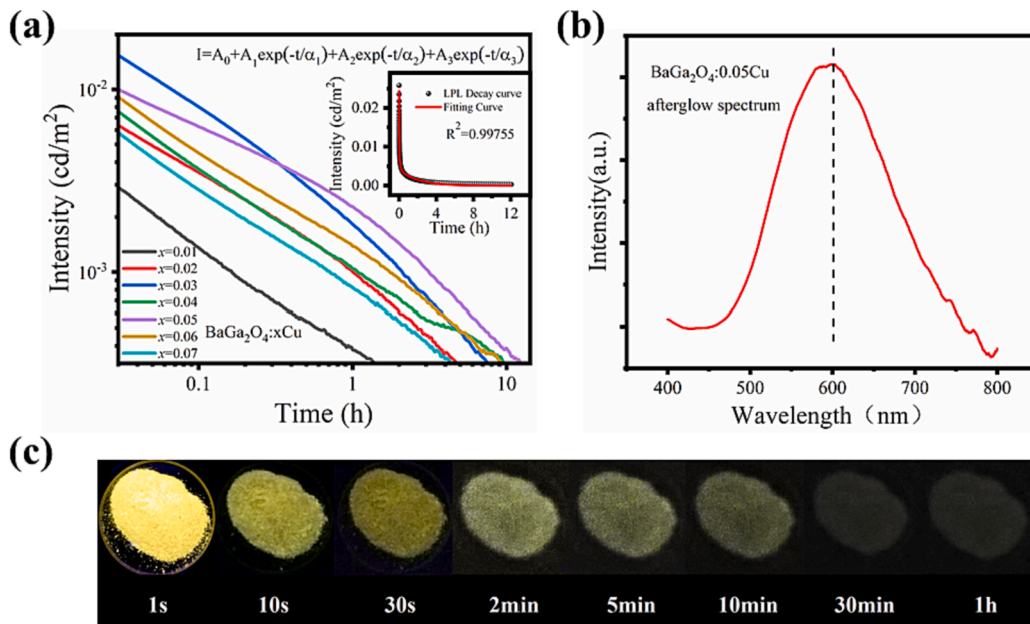 (a)
I=A₀+A₁exp(-t/α₁)+A₂exp(-t/α₂)+A₃exp(-t/α₃)
Intensity (cd/m²)
10⁻²
10⁻³
0.1
1
10
Time (h)
x=0.01
x=0.02
x=0.03
x=0.04
x=0.05
x=0.06
x=0.07
BaGa₂O₄:xCu
Intensity (cd/m²)
0.02
0.01
0.00
0
4
8
12
Time (h)
LPL Decay curve
Fitting Curve
R²=0.99755
(b)
BaGa₂O₄:0.05Cu
afterglow spectrum
Intensity(a.u.)
400
500
600
700
800
Wavelength（nm）
(c)
1s
10s
30s
2min
5min
10min
30min
1h